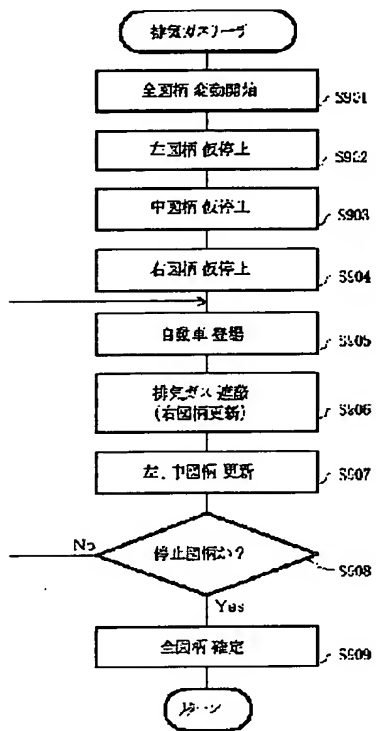 排気ガスリーチ
全図柄 変動開始
S901
左図柄 仮停止
S902
中図柄 仮停止
S903
右図柄 仮停止
S904
自動車 登場
S905
排気ガス 遮蔽
(右図柄更新)
S906
左、中図柄 更新
S907
No
停止図柄か?
S908
Yes
全図柄 確定
S909
リターン